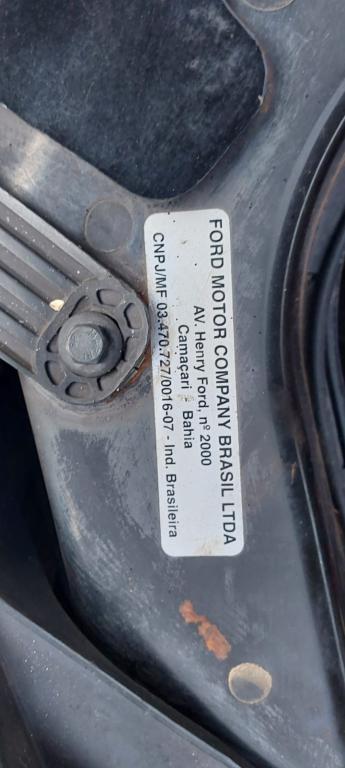 FORD MOTOR COMPANY BRASIL LTDA
AV. Henry Ford, nº 2000
Camaçari - Bahia
CNPJ/MF 03.470.727/0016-07 - Ind. Brasileira